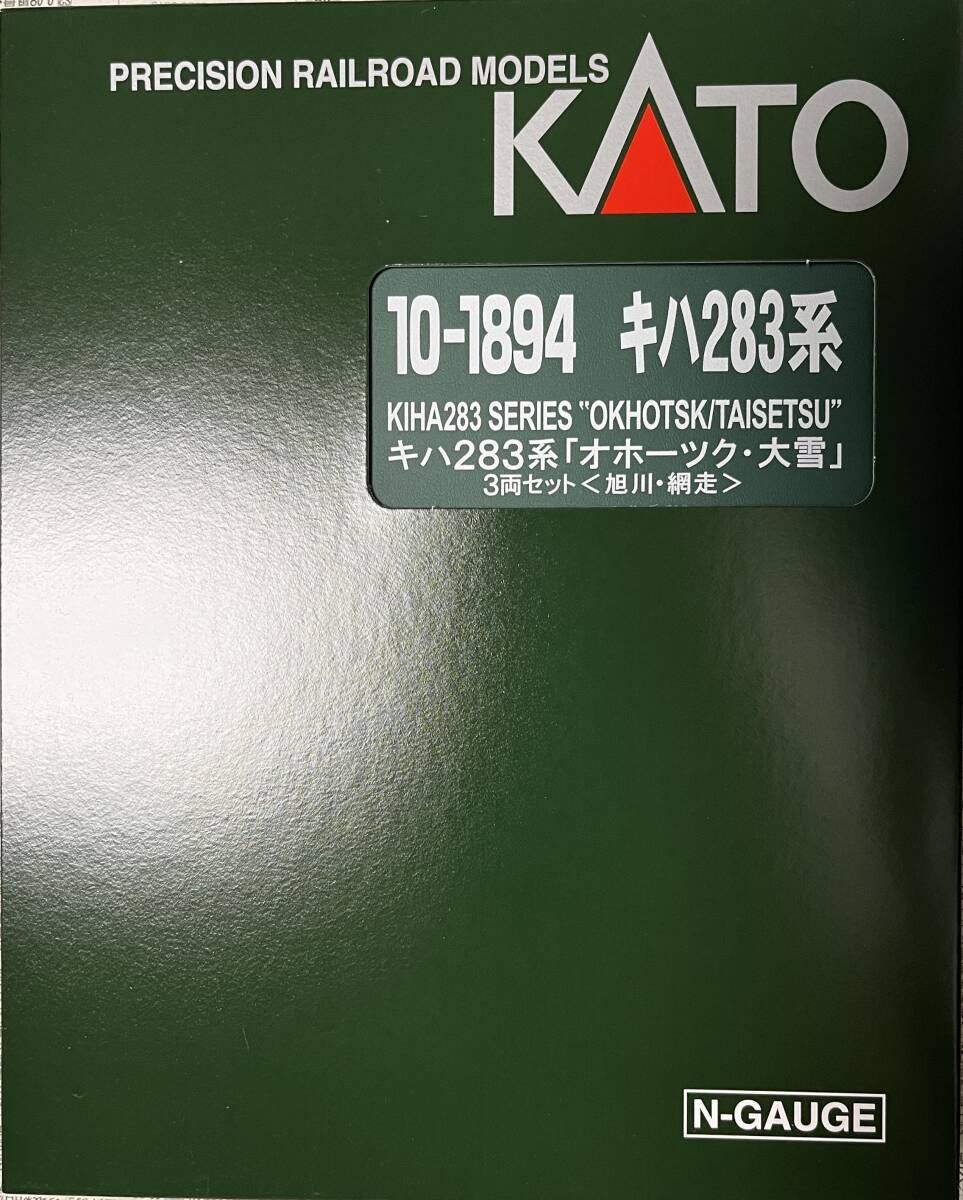 PRECISION RAILROAD MODELS
KATO
10-1894 キハ283系
KIHA283 SERIES "OKHOTSK/TAISETSU"
キハ283系「オホーツク・大雪」
3両セット＜旭川・網走＞
N-GAUGE